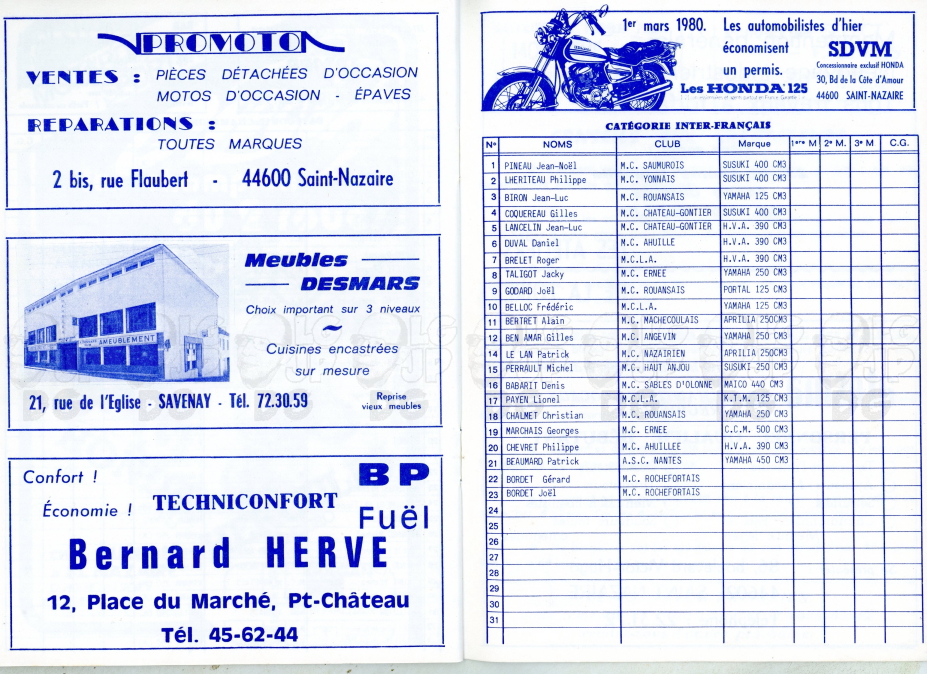 PROMOTO
VENTES : PIÈCES DÉTACHÉES D'OCCASION
MOTOS D'OCCASION - ÉPAVES
REPARATIONS :
TOUTES MARQUES
2 bis, rue Flaubert - 44600 Saint-Nazaire
Meubles
DESMARS
Choix important sur 3 niveaux
~
Cuisines encastrées
sur mesure
AMEUBLEMENT
21, rue de l'Eglise - SAVENAY - Tél. 72.30.59
Reprise
vieux meubles
Confort !
BP
Économie !
TECHNICONFORT
Fuël
Bernard HERVE
12, Place du Marché, Pt-Château
Tél. 45-62-44
1er mars 1980. Les automobilistes d'hier
économisent
un permis.
Les HONDA 125
SDVM
Concessionnaire exclusif HONDA
30, Bd de la Côte d'Amour
44600 SAINT-NAZAIRE
CATÉGORIE INTER-FRANÇAIS
N° NOMS CLUB Marque 1ere M 2e M. 3e M C.G.
1 PINEAU Jean-Noël M.C. SAUMUROIS SUSUKI 400 CM3
2 LHERITEAU Philippe M.C. YONNAIS SUSUKI 400 CM3
3 BIRON Jean-Luc M.C. ROUANSAIS YAMAHA 125 CM3
4 COQUEREAU Gilles M.C. CHATEAU-GONTIER SUSUKI 400 CM3
5 LANCELIN Jean-Luc M.C. CHATEAU-GONTIER H.V.A. 390 CM3
6 DUVAL Daniel M.C. AHUILLE H.V.A. 390 CM3
7 BRELET Roger M.C.L.A. H.V.A. 390 CM3
8 TALIGOT Jacky M.C. ERNEE YAMAHA 250 CM3
9 GODARD Joël M.C. ROUANSAIS PORTAL 125 CM3
10 BELLOC Frédéric M.C.L.A. YAMAHA 125 CM3
11 BERTRET Alain M.C. MACHECOULAIS APRILIA 250CM3
12 BEN AMAR Gilles M.C. ANGEVIN YAMAHA 250 CM3
14 LE LAN Patrick M.C. NAZAIRIEN APRILIA 250CM3
15 PERRAULT Michel M.C. HAUT ANJOU SUSUKI 250 CM3
16 BABARIT Denis M.C. SABLES D'OLONNE MAICO 440 CM3
17 PAYEN Lionel M.C.L.A. K.T.M. 125 CM3
18 CHALMET Christian M.C. ROUANSAIS YAMAHA 250 CM3
19 MARCHAIS Georges M.C. ERNEE C.C.M. 500 CM3
20 CHEVRET Philippe M.C. AHUILLEE H.V.A. 390 CM3
21 BEAUMARD Patrick A.S.C. NANTES YAMAHA 450 CM3
22 BORDET Gérard M.C. ROCHEFORTAIS
23 BORDET Joël M.C. ROCHEFORTAIS
24
25
26
27
28
29
30
31